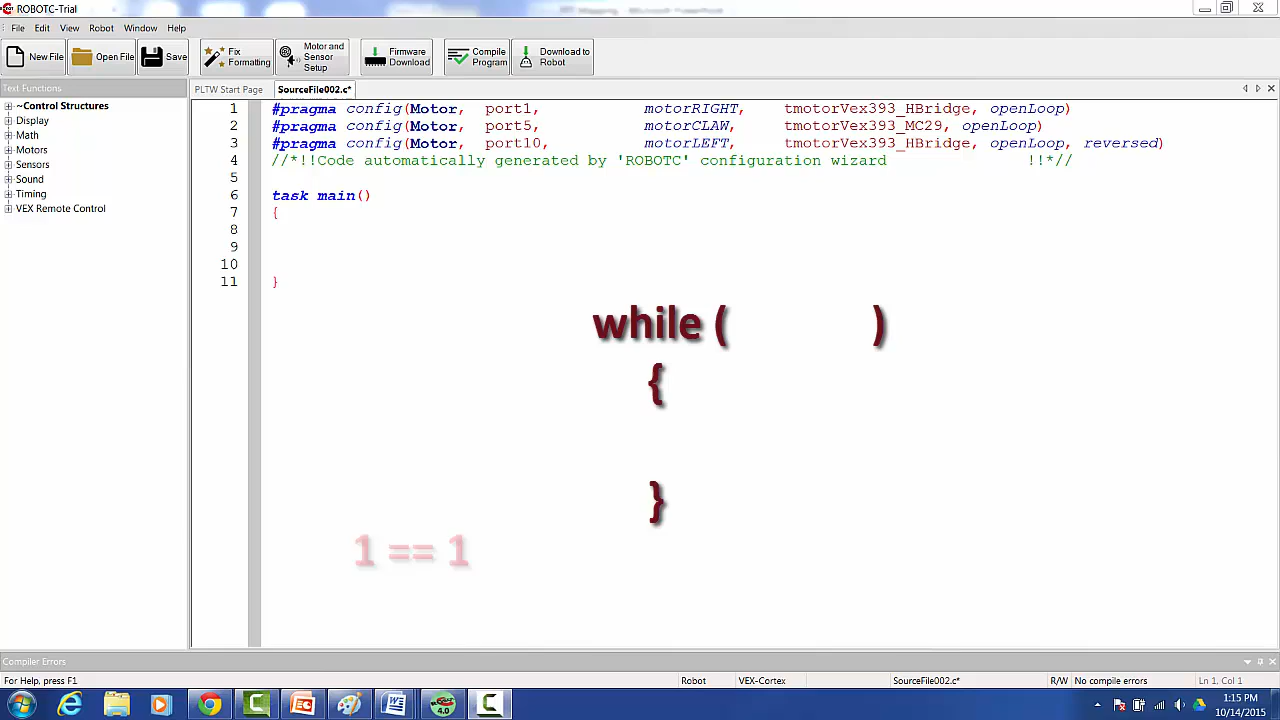 ROBOTC-Trial
File Edit View Robot Window Help
New File Open File Save Fix Formatting Motor and Sensor Setup Firmware Download Compile Program Download to Robot
Text Functions
PLTW Start Page SourceFile002.c*
~Control Structures
Display
Math
Motors
Sensors
Sound
Timing
VEX Remote Control
1 #pragma config(Motor, port1, motorRIGHT, tmotorVex393_HBridge, openLoop)
2 #pragma config(Motor, port5, motorCLAW, tmotorVex393_MC29, openLoop)
3 #pragma config(Motor, port10, motorLEFT, tmotorVex393_HBridge, openLoop, reversed)
4 //*!!Code automatically generated by 'ROBOTC' configuration wizard !!*//
5
6 task main()
7 {
8
9
10
11 }
while ( )
{
}
1 == 1
Compiler Errors
For Help, press F1 Robot VEX-Cortex SourceFile002.c* R/W No compile errors Ln 1, Col 1
4.0
1:15 PM
10/14/2015